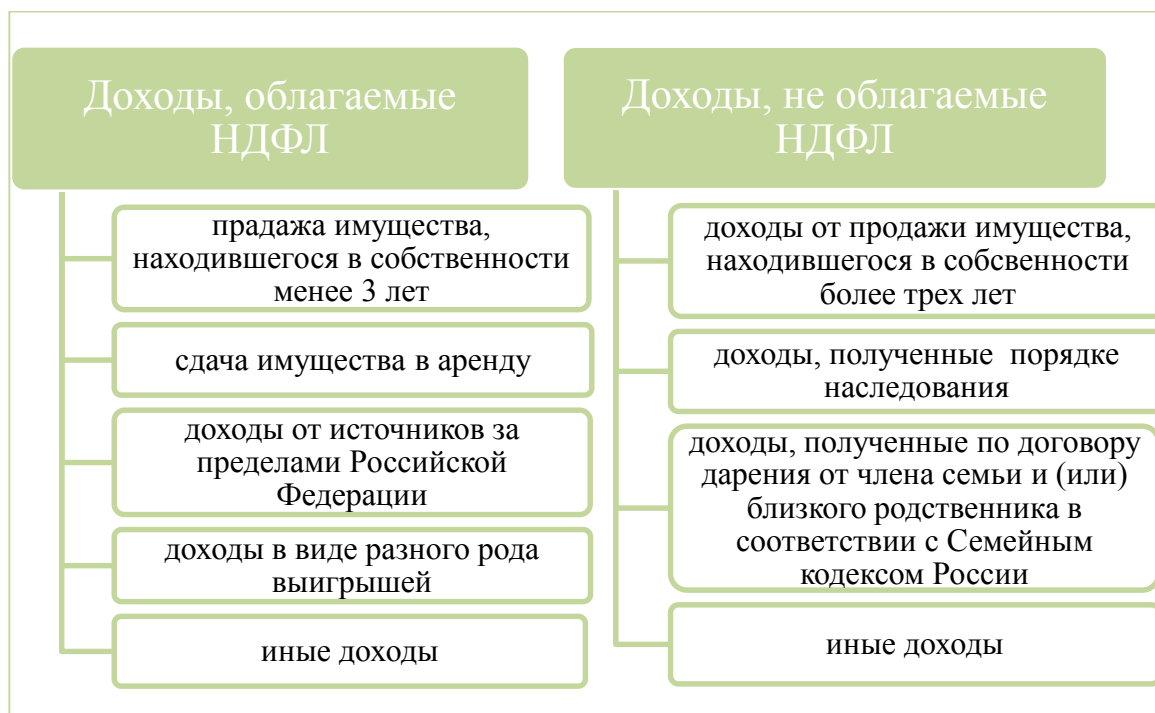 Доходы, облагаемые
НДФЛ
прадажа имущества,
находившегося в собственности
менее 3 лет
сдача имущества в аренду
доходы от источников за
пределами Российской
Федерации
доходы в виде разного рода
выигрышей
иные доходы
Доходы, не облагаемые
НДФЛ
доходы от продажи имущества,
находившегося в собсвенности
более трех лет
доходы, полученные порядке
наследования
доходы, полученные по договору
дарения от члена семьи и (или)
близкого родственника в
соответствии с Семейным
кодексом России
иные доходы